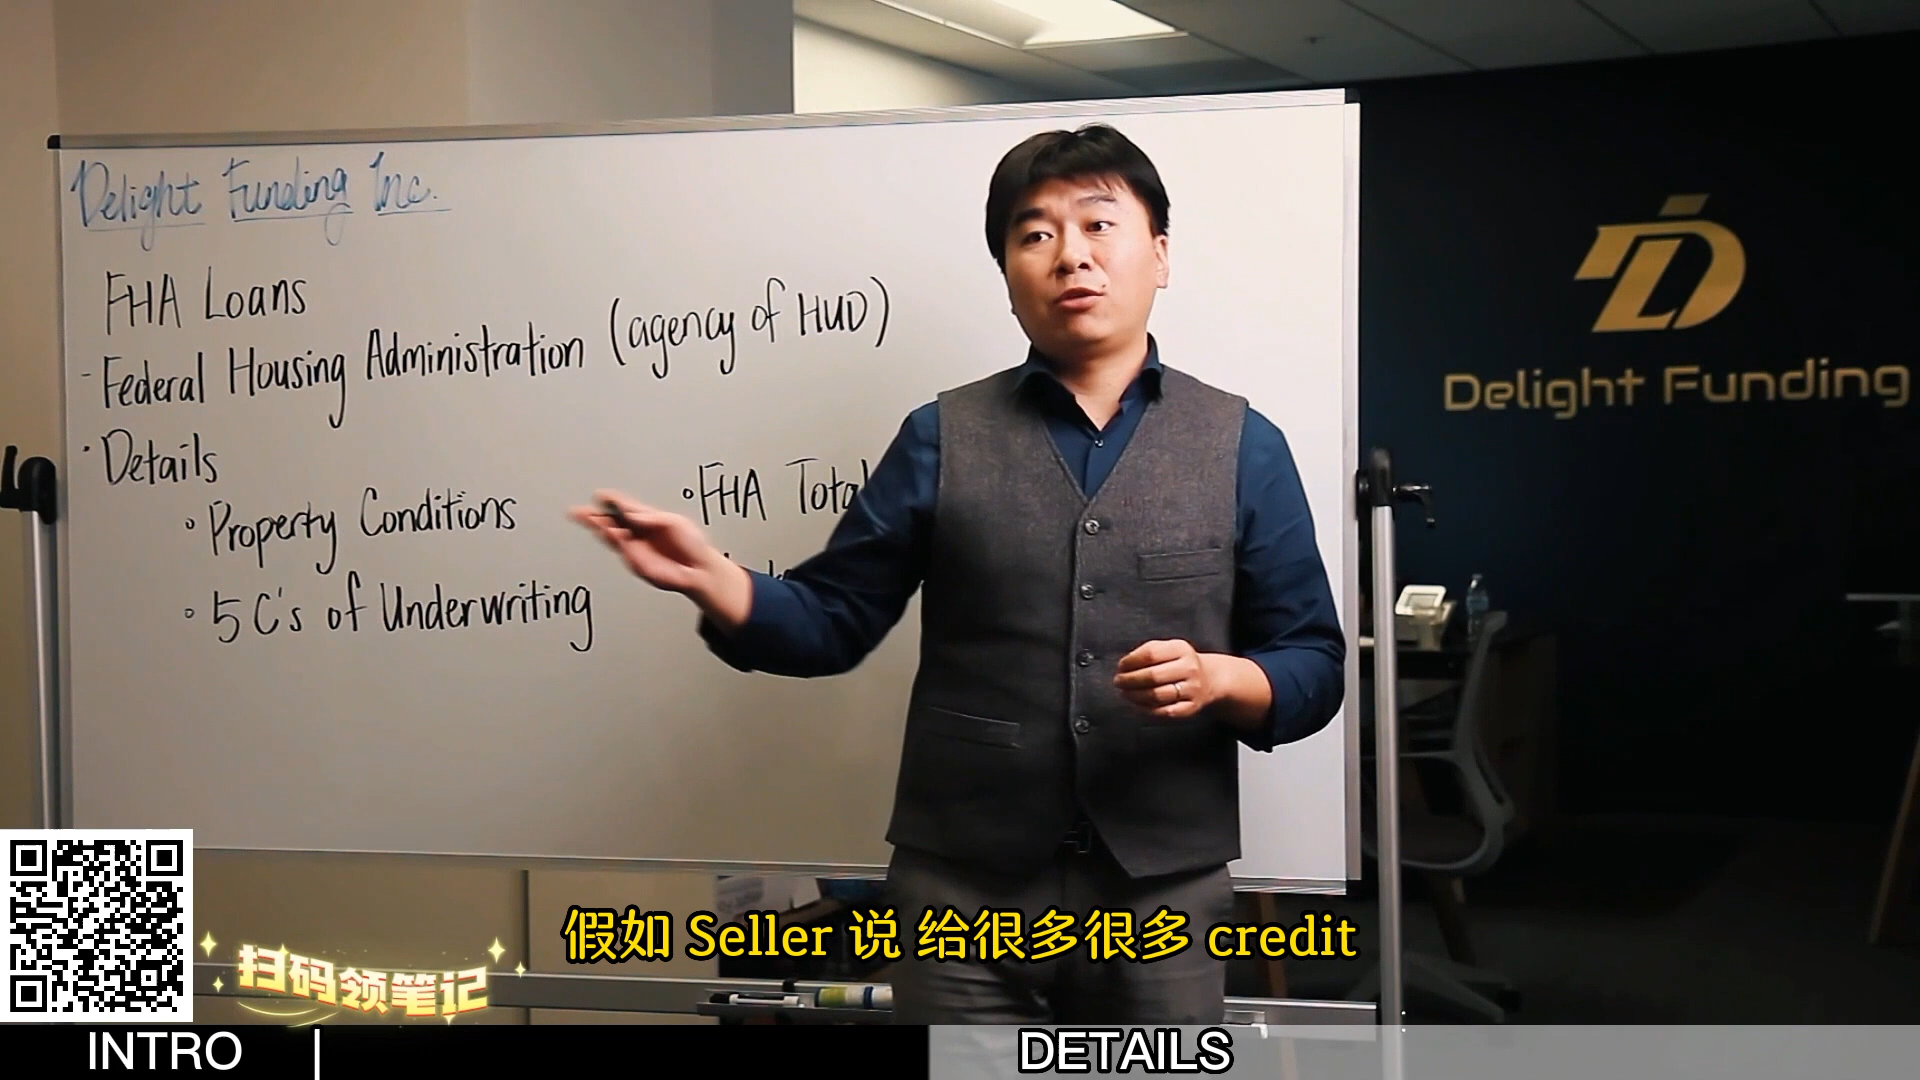 Delight Funding Inc.
FHA Loans
- Federal Housing Administration (agency of HUD)
· Details
◦ Property Conditions
◦ FHA Total
◦ 5 C's of Underwriting
Delight Funding
假如 Seller 说 给很多很多 credit
扫码领笔记
INTRO
DETAILS